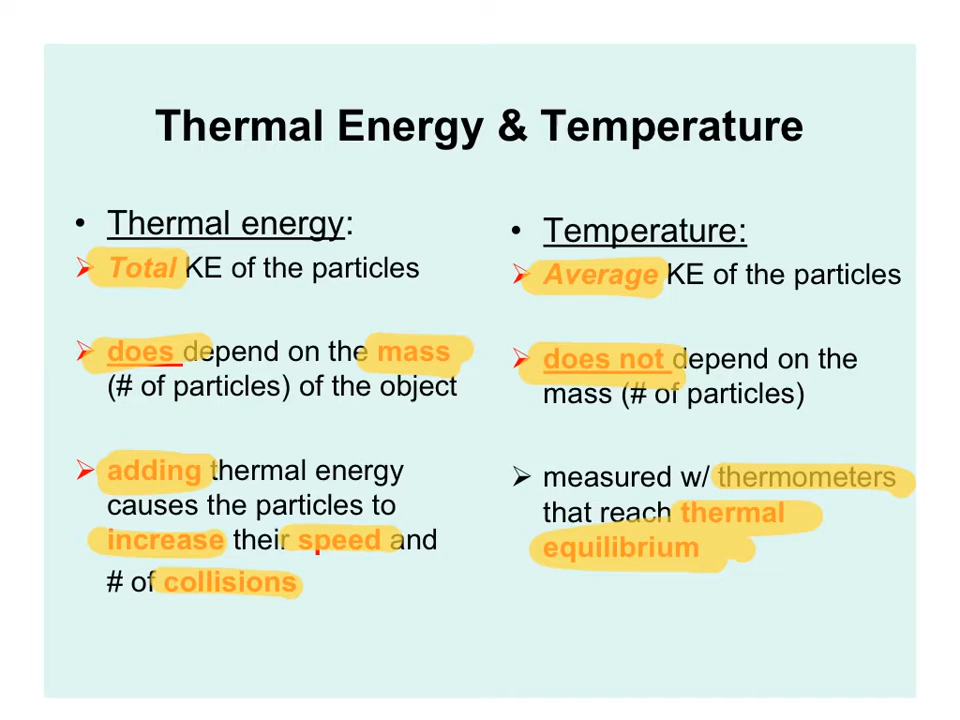 Thermal Energy & Temperature
• Thermal energy:
➢ Total KE of the particles
➢ does depend on the mass
(# of particles) of the object
➢ adding thermal energy
causes the particles to
increase their speed and
# of collisions
• Temperature:
➢ Average KE of the particles
➢ does not depend on the
mass (# of particles)
➢ measured w/ thermometers
that reach thermal
equilibrium